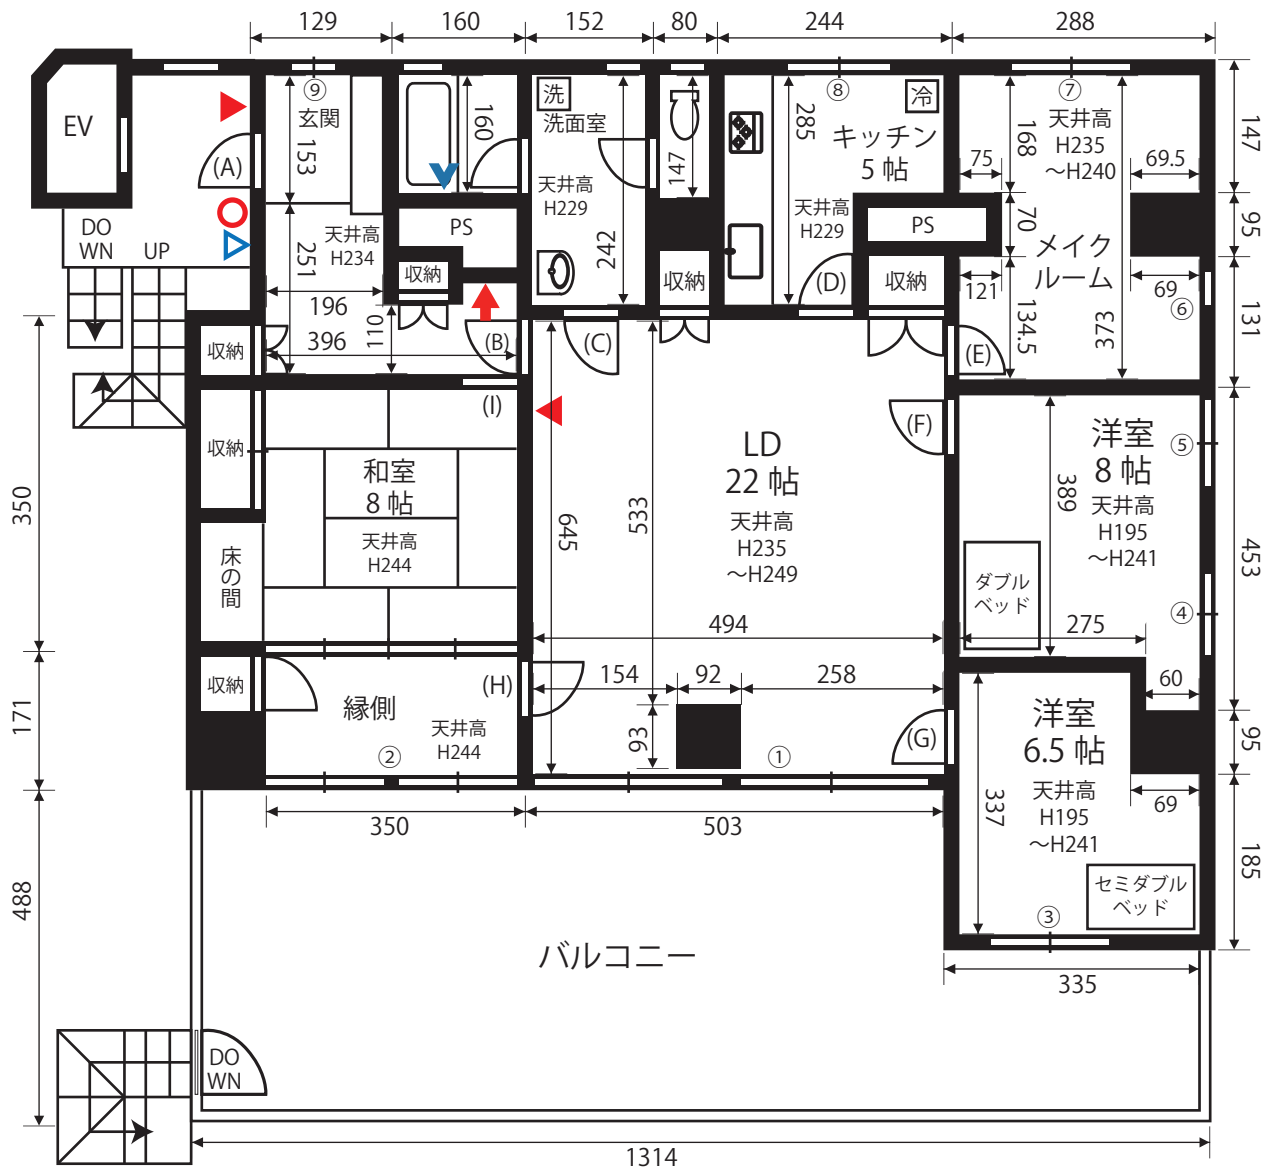 129
160
152
80
244
288
EV
(A)
⑨
玄関
153
160
洗
洗面室
天井高
H229
242
147
285
⑧
冷
キッチン
5 帖
天井高
H229
⑦
天井高
H235
～H240
168
75
69.5
147
95
131
DO
WN
UP
251
天井高
H234
PS
収納
196
396
110
(B)
(C)
収納
(D)
PS
収納
70
メイク
ルーム
121
134.5
373
69
⑥
(E)
収納
収納
(I)
和室
8 帖
天井高
H244
床の間
350
LD
22 帖
天井高
H235
～H249
645
533
494
154
92
258
93
(F)
洋室
8 帖
天井高
H195
～H241
389
⑤
④
453
ダブル
ベッド
275
60
171
収納
縁側
天井高
H244
(H)
②
①
(G)
洋室
6.5 帖
天井高
H195
～H241
337
69
95
185
セミダブル
ベッド
③
350
503
335
488
バルコニー
DO
WN
1314